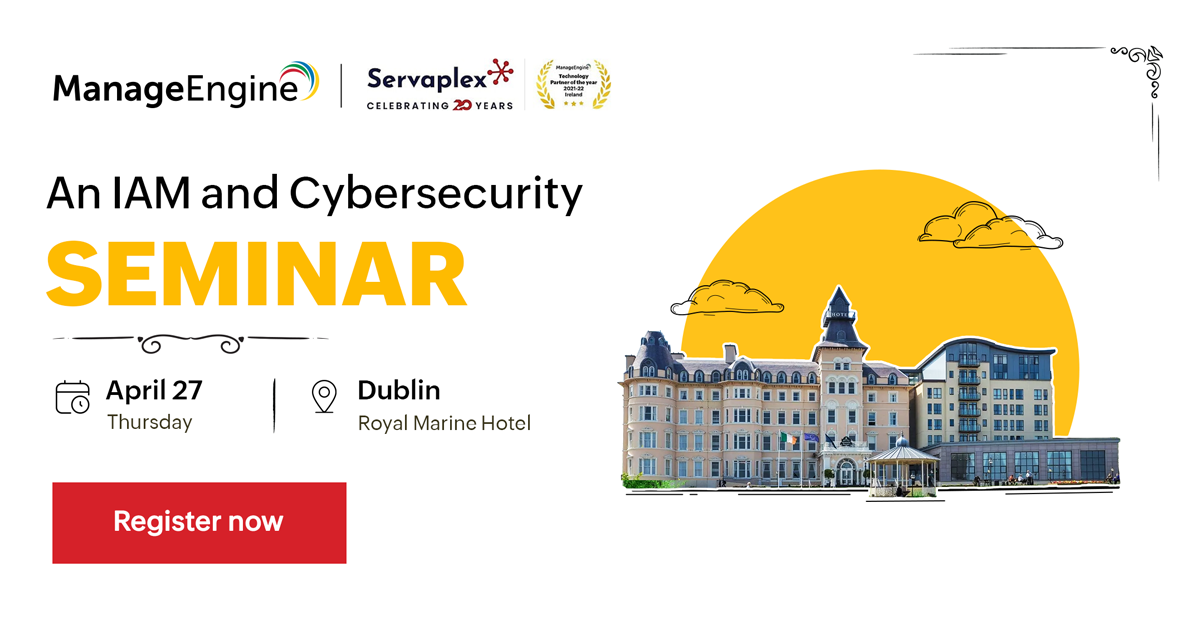 ManageEngine
Servaplex
CELEBRATING 20 YEARS
ManageEngine
Technology
Partner of the year
2021-22
Ireland
An IAM and Cybersecurity
SEMINAR
April 27
Thursday
Dublin
Royal Marine Hotel
HOTEL
Register now